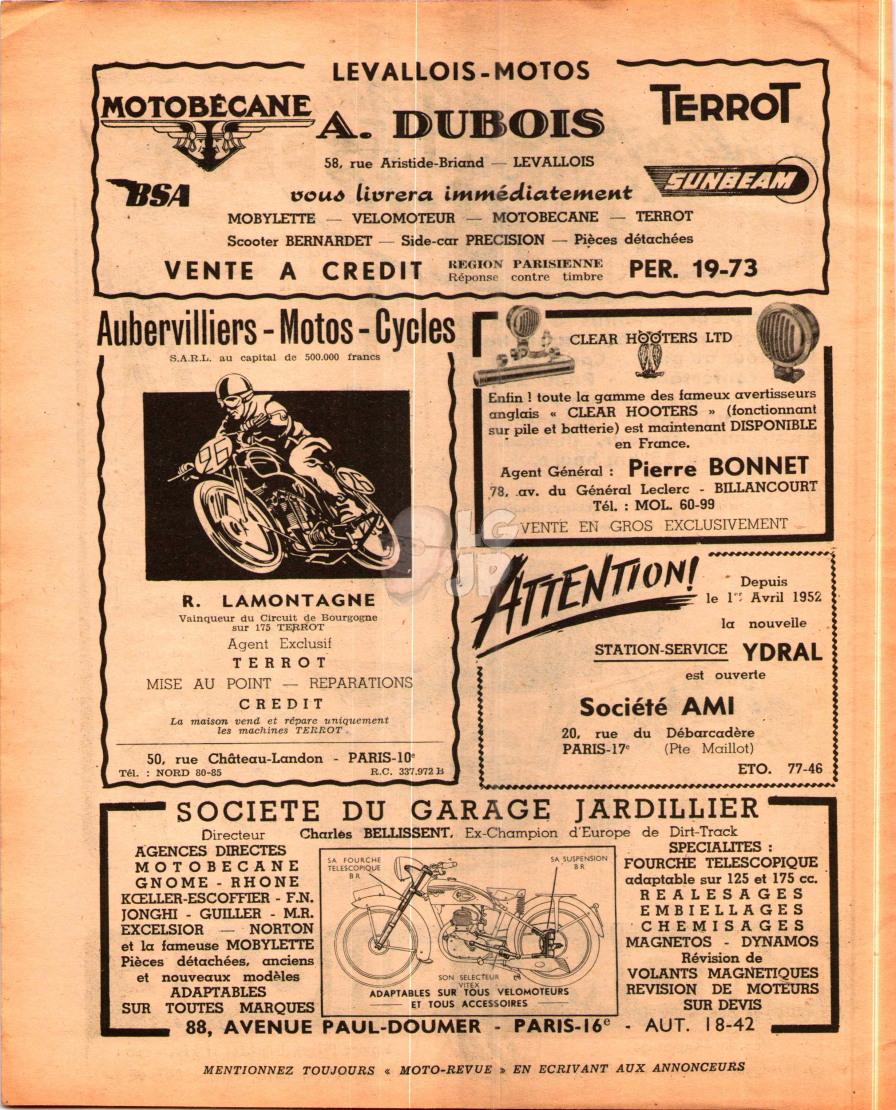 LEVALLOIS-MOTOS
MOTOBÉCANE
A. DUBOIS
TERROT
58, rue Aristide-Briand — LEVALLOIS
BSA
vous livrera immédiatement
SUNBEAM
MOBYLETTE — VELOMOTEUR — MOTOBECANE — TERROT
Scooter BERNARDET — Side-car PRECISION — Pièces détachées
VENTE A CREDIT
REGION PARISIENNE
Réponse contre timbre
PER. 19-73
Aubervilliers-Motos-Cycles
S.A.R.L. au capital de 500.000 francs
26
R. LAMONTAGNE
Vainqueur du Circuit de Bourgogne
sur 175 TERROT
Agent Exclusif
TERROT
MISE AU POINT — REPARATIONS
CREDIT
La maison vend et répare uniquement
les machines TERROT.
50, rue Château-Landon - PARIS-10e
Tél. : NORD 80-85 R.C. 337.972 B
CLEAR HOOTERS LTD
Enfin ! toute la gamme des fameux avertisseurs
anglais « CLEAR HOOTERS » (fonctionnant
sur pile et batterie) est maintenant DISPONIBLE
en France.
Agent Général : Pierre BONNET
78, av. du Général Leclerc - BILLANCOURT
Tél. : MOL. 60-99
VENTE EN GROS EXCLUSIVEMENT
LG
JP
ATTENTION!
Depuis
le 1er Avril 1952
la nouvelle
STATION-SERVICE YDRAL
est ouverte
Société AMI
20, rue du Débarcadère
PARIS-17e (Pte Maillot)
ETO. 77-46
SOCIETE DU GARAGE JARDILLIER
Directeur Charles BELLISSENT, Ex-Champion d'Europe de Dirt-Track
AGENCES DIRECTES
MOTOBECANE
GNOME - RHONE
KŒLLER-ESCOFFIER - F.N.
JONGHI - GUILLER - M.R.
EXCELSIOR — NORTON
et la fameuse MOBYLETTE
Pièces détachées, anciens
et nouveaux modèles
ADAPTABLES
SUR TOUTES MARQUES
SA FOURCHE
TELESCOPIQUE
B R
SA SUSPENSION
B R
SON SELECTEUR
VITEX
ADAPTABLES SUR TOUS VELOMOTEURS
ET TOUS ACCESSOIRES
SPECIALITES :
FOURCHE TELESCOPIQUE
adaptable sur 125 et 175 cc.
REALESAGES
EMBIELLAGES
CHEMISAGES
MAGNETOS - DYNAMOS
Révision de
VOLANTS MAGNETIQUES
REVISION DE MOTEURS
SUR DEVIS
88, AVENUE PAUL-DOUMER - PARIS-16e - AUT. 18-42
MENTIONNEZ TOUJOURS « MOTO-REVUE » EN ECRIVANT AUX ANNONCEURS